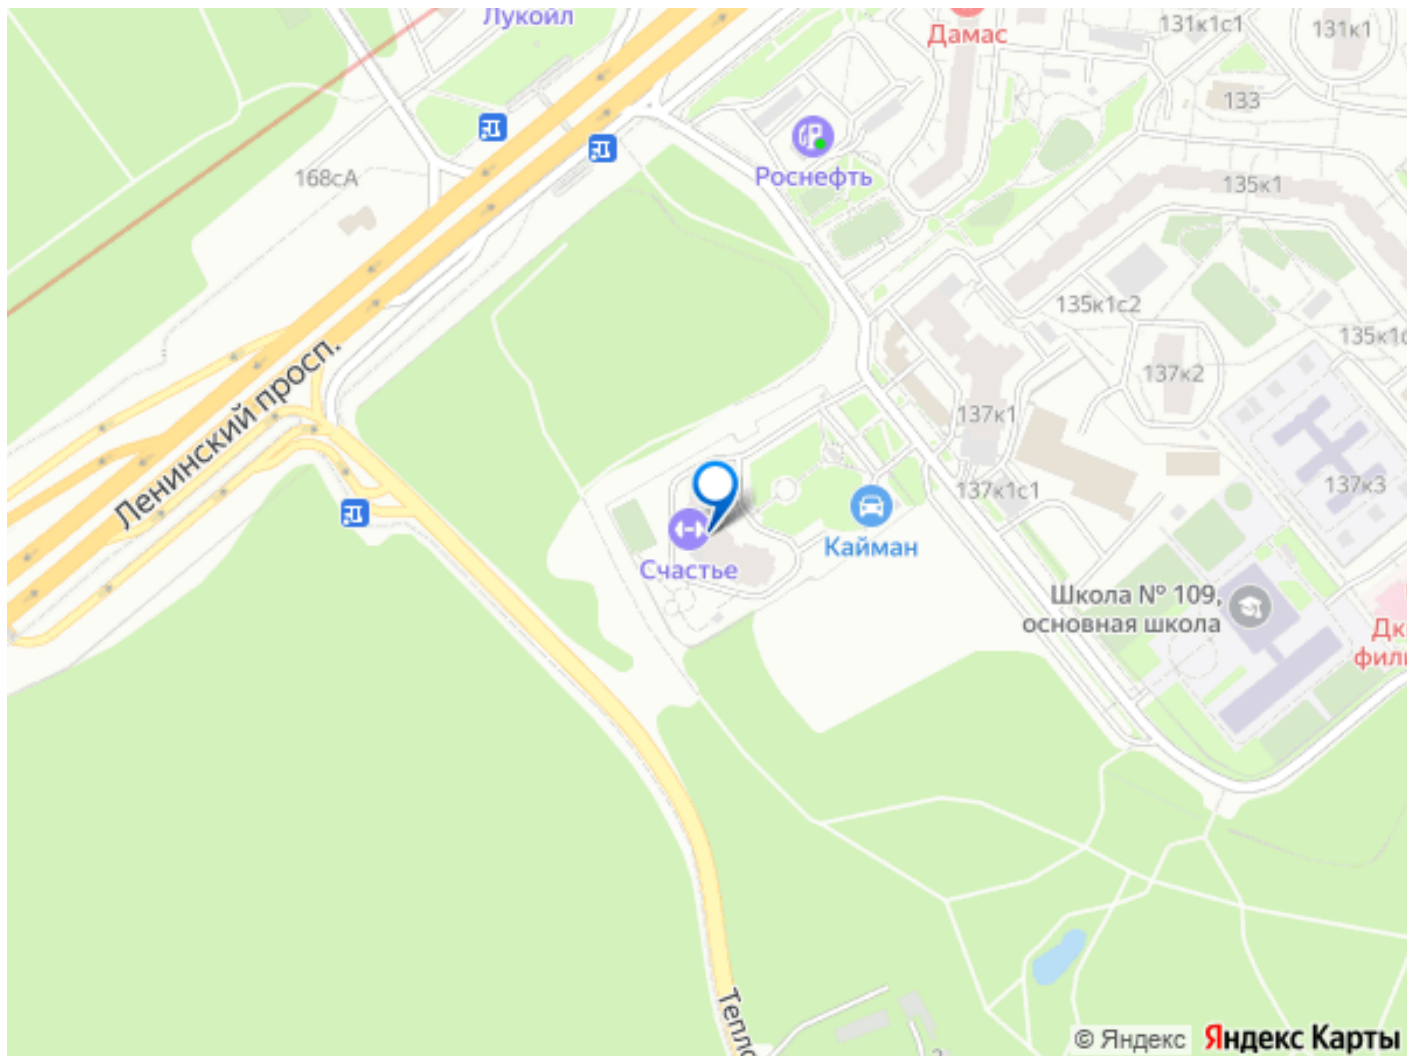 Лукойл
131к1с1
131к1
Дамас
133
168сА
Роснефть
135к1
135к1с2
137к2
Ленинский просп.
137к1
137к1с1
137к3
Счастье
Кайман
Школа № 109,
основная школа
© Яндекс
Яндекс Карты